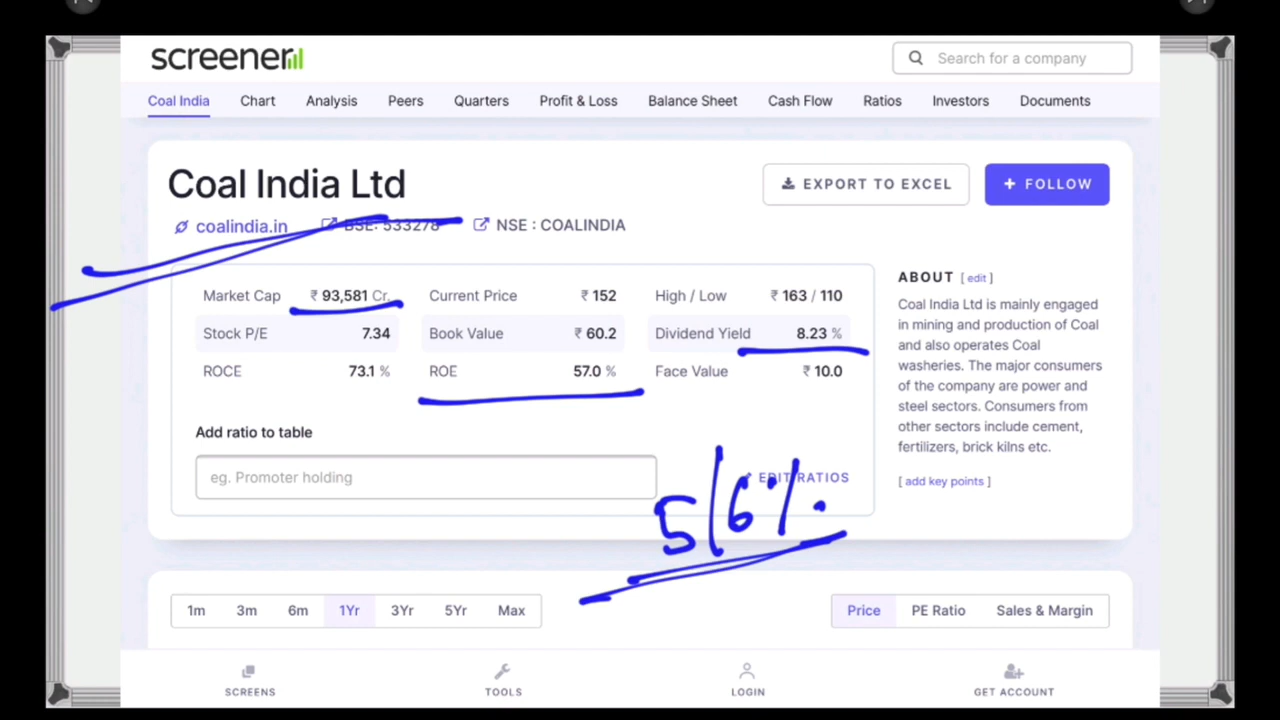 screener
Search for a company
Coal India Chart Analysis Peers Quarters Profit & Loss Balance Sheet Cash Flow Ratios Investors Documents
Coal India Ltd
EXPORT TO EXCEL
+ FOLLOW
coalindia.in BSE: 533278 NSE : COALINDIA
Market Cap ₹ 93,581 Cr. Current Price ₹ 152 High / Low ₹ 163 / 110
Stock P/E 7.34 Book Value ₹ 60.2 Dividend Yield 8.23 %
ROCE 73.1 % ROE 57.0 % Face Value ₹ 10.0
Add ratio to table
eg. Promoter holding
EDIT RATIOS
5/6%.
ABOUT [ edit ]
Coal India Ltd is mainly engaged
in mining and production of Coal
and also operates Coal
washeries. The major consumers
of the company are power and
steel sectors. Consumers from
other sectors include cement,
fertilizers, brick kilns etc.
[ add key points ]
1m 3m 6m 1Yr 3Yr 5Yr Max
Price PE Ratio Sales & Margin
SCREENS TOOLS LOGIN GET ACCOUNT